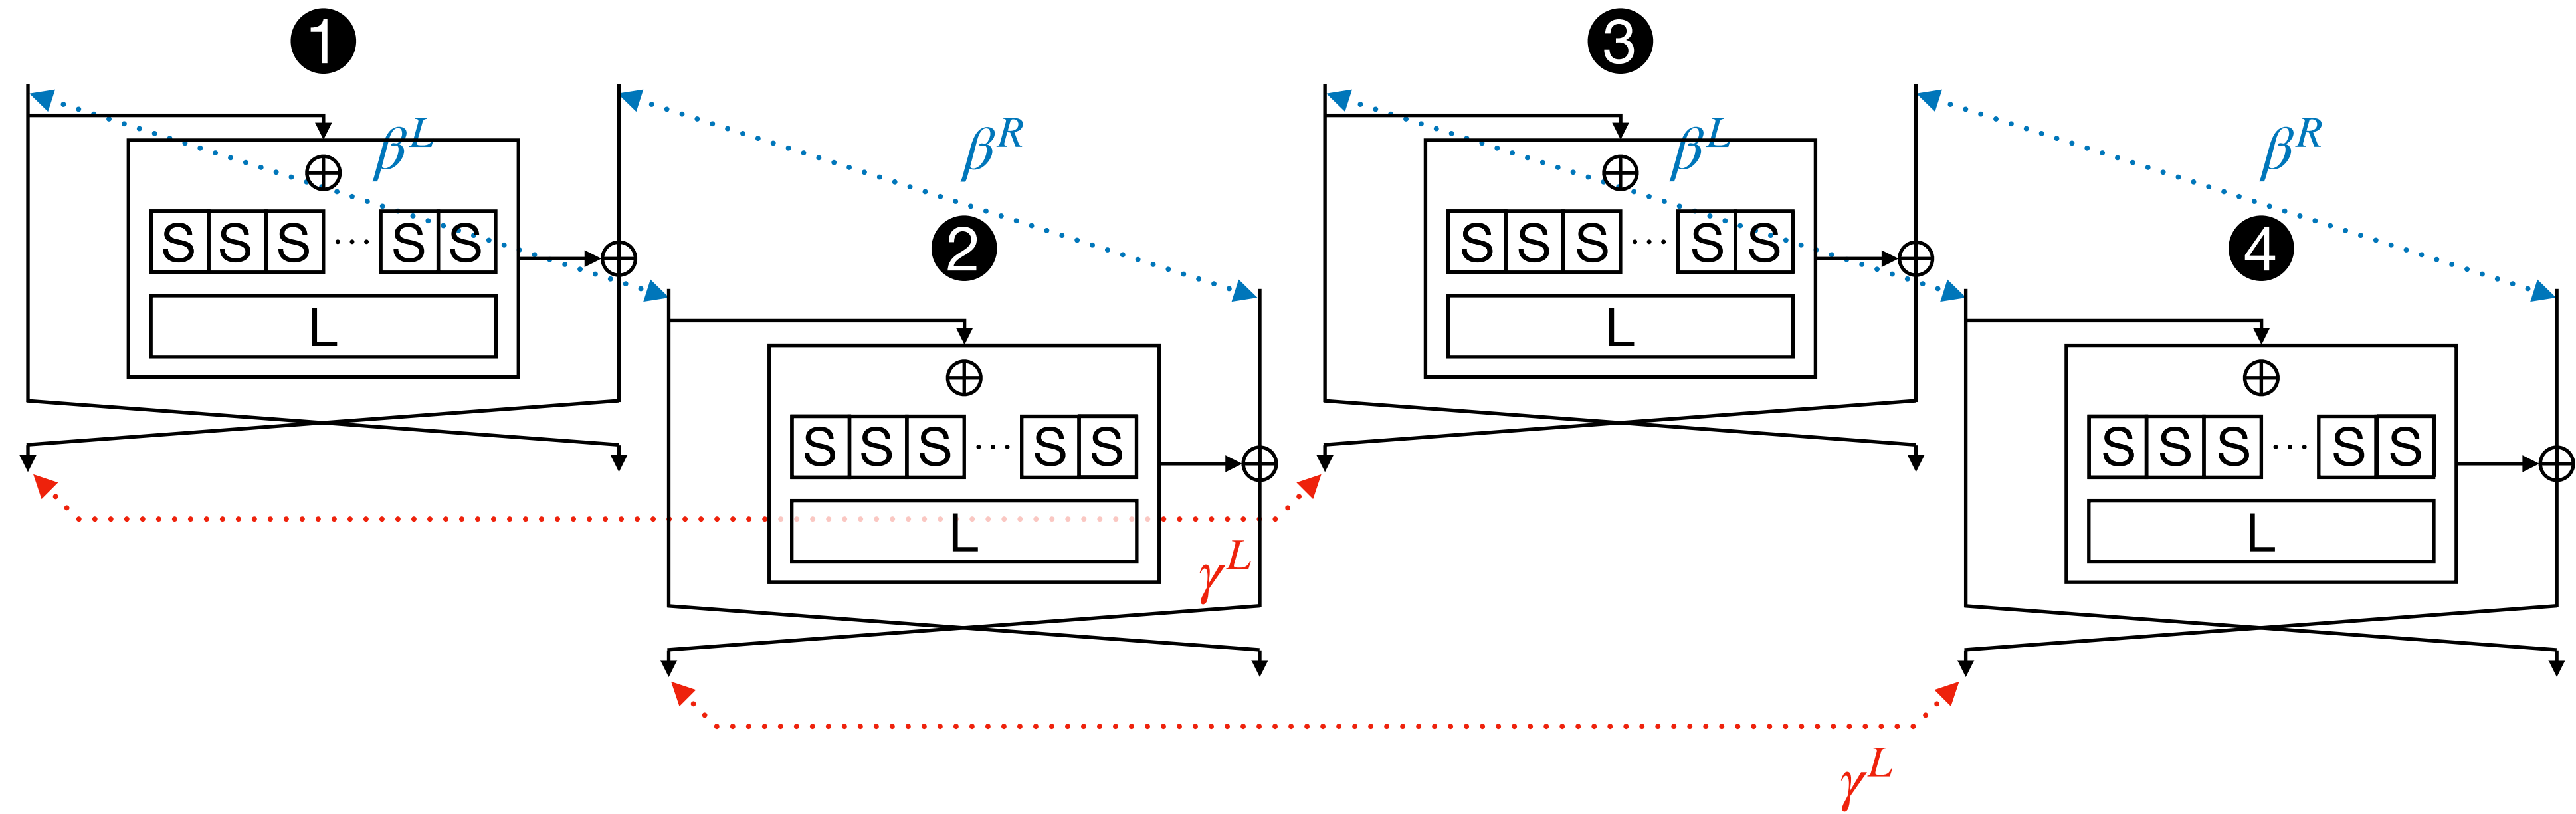 1 3
β^L β^R β^L β^R
⊕ ⊕
S S S ··· S S ⊕ 2 S S S ··· S S ⊕ 4
L L
⊕ ⊕
S S S ··· S S ⊕ S S S ··· S S ⊕
L L
γ^L
γ^L